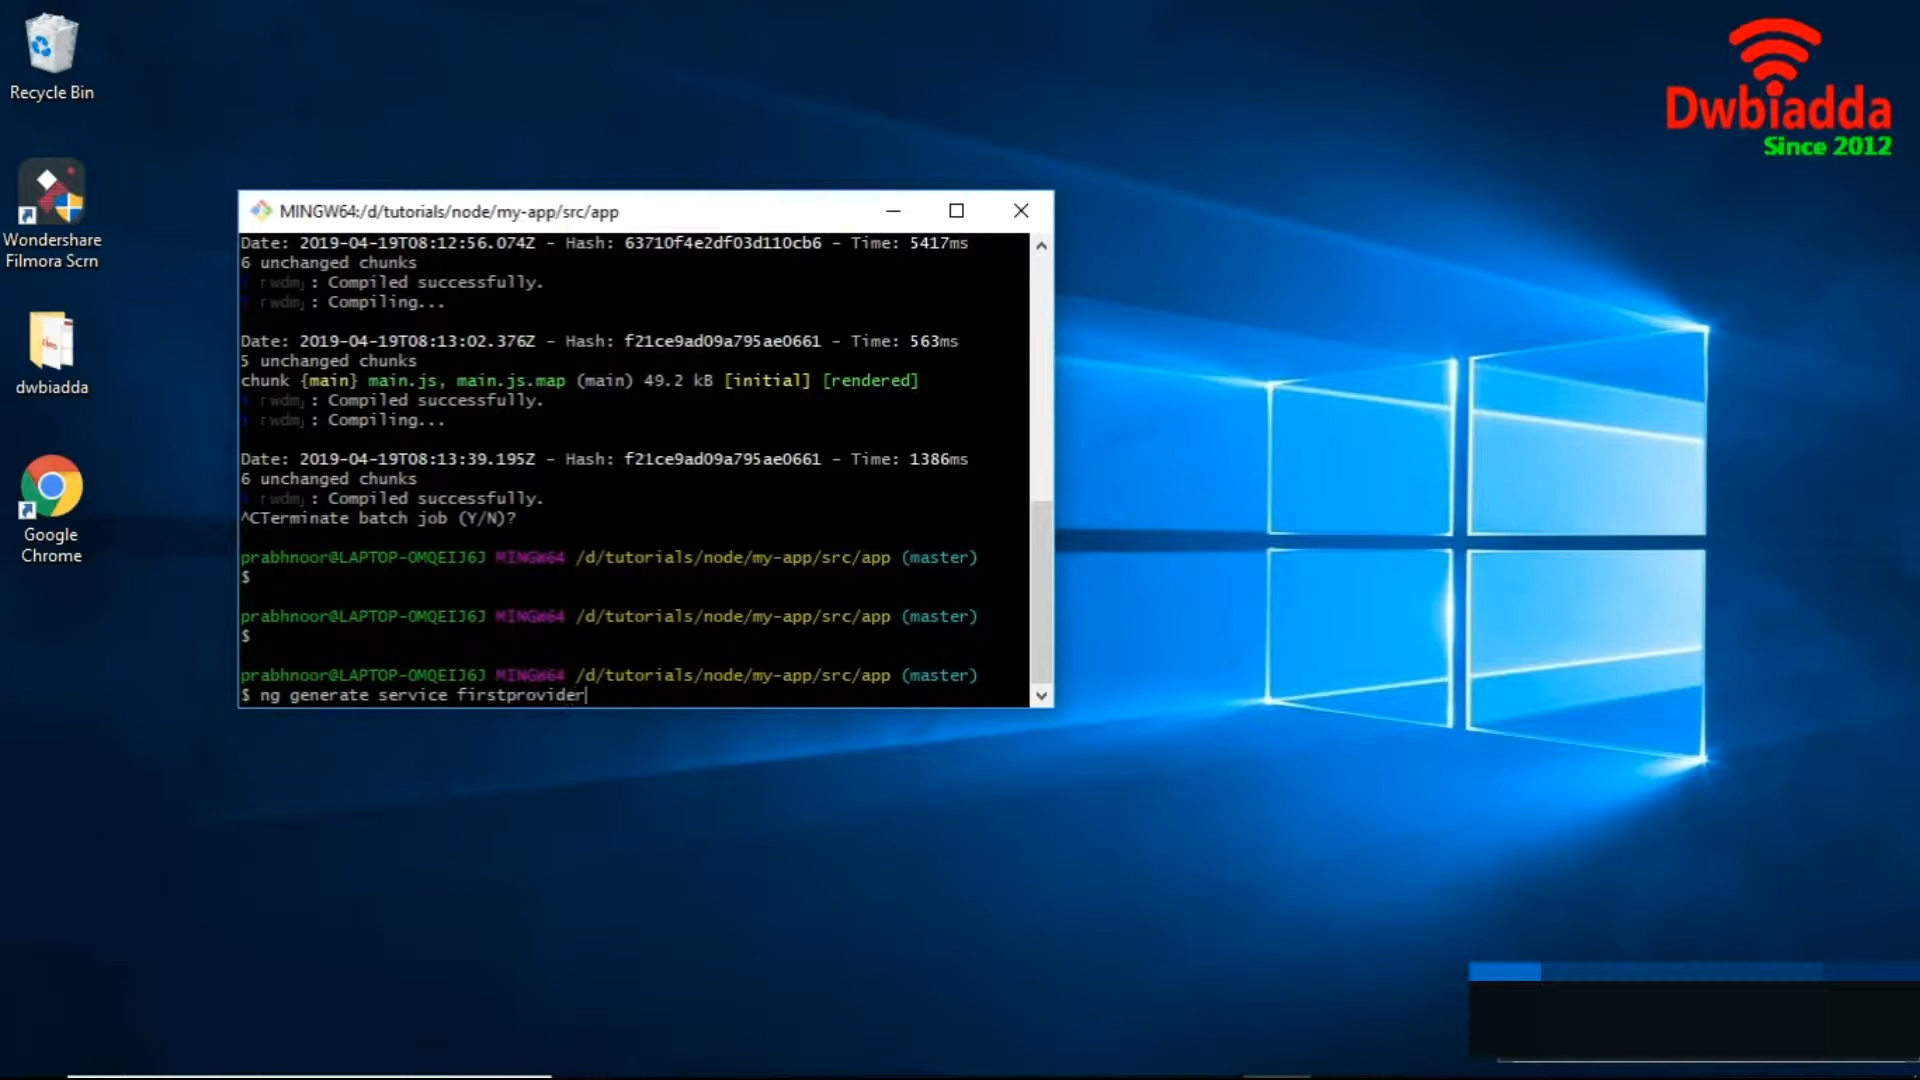 Recycle Bin
Wondershare
Filmora Scrn
dwbiadda
Google
Chrome
Dwbiadda
Since 2012
MINGW64:/d/tutorials/node/my-app/src/app
Date: 2019-04-19T08:12:56.074Z - Hash: 63710f4e2df03d110cb6 - Time: 5417ms
6 unchanged chunks
: Compiled successfully.
: Compiling...
Date: 2019-04-19T08:13:02.376Z - Hash: f21ce9ad09a795ae0661 - Time: 563ms
5 unchanged chunks
chunk {main} main.js, main.js.map (main) 49.2 kB [initial] [rendered]
: Compiled successfully.
: Compiling...
Date: 2019-04-19T08:13:39.195Z - Hash: f21ce9ad09a795ae0661 - Time: 1386ms
6 unchanged chunks
: Compiled successfully.
^CTerminate batch job (Y/N)?
prabhnoor@LAPTOP-OMQEIJ6J MINGW64 /d/tutorials/node/my-app/src/app (master)
$
prabhnoor@LAPTOP-OMQEIJ6J MINGW64 /d/tutorials/node/my-app/src/app (master)
$
prabhnoor@LAPTOP-OMQEIJ6J MINGW64 /d/tutorials/node/my-app/src/app (master)
$ ng generate service firstprovider